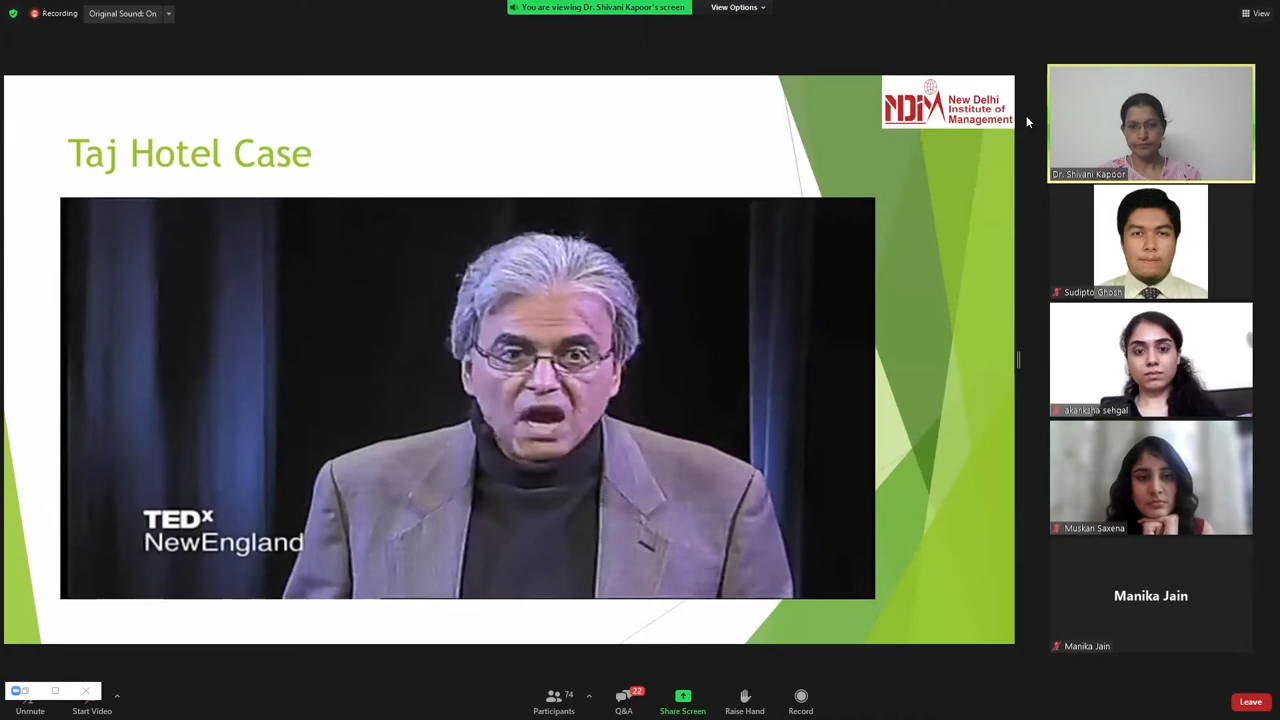 Recording
Original Sound: On
You are viewing Dr. Shivani Kapoor's screen
View Options
View
NDIM
New Delhi
Institute of
Management
Taj Hotel Case
TEDx
NewEngland
Dr. Shivani Kapoor
Sudipto Ghosh
akanksha sehgal
Muskan Saxena
Manika Jain
Manika Jain
Unmute
Start Video
74
Participants
22
Q&A
Share Screen
Raise Hand
Record
Leave